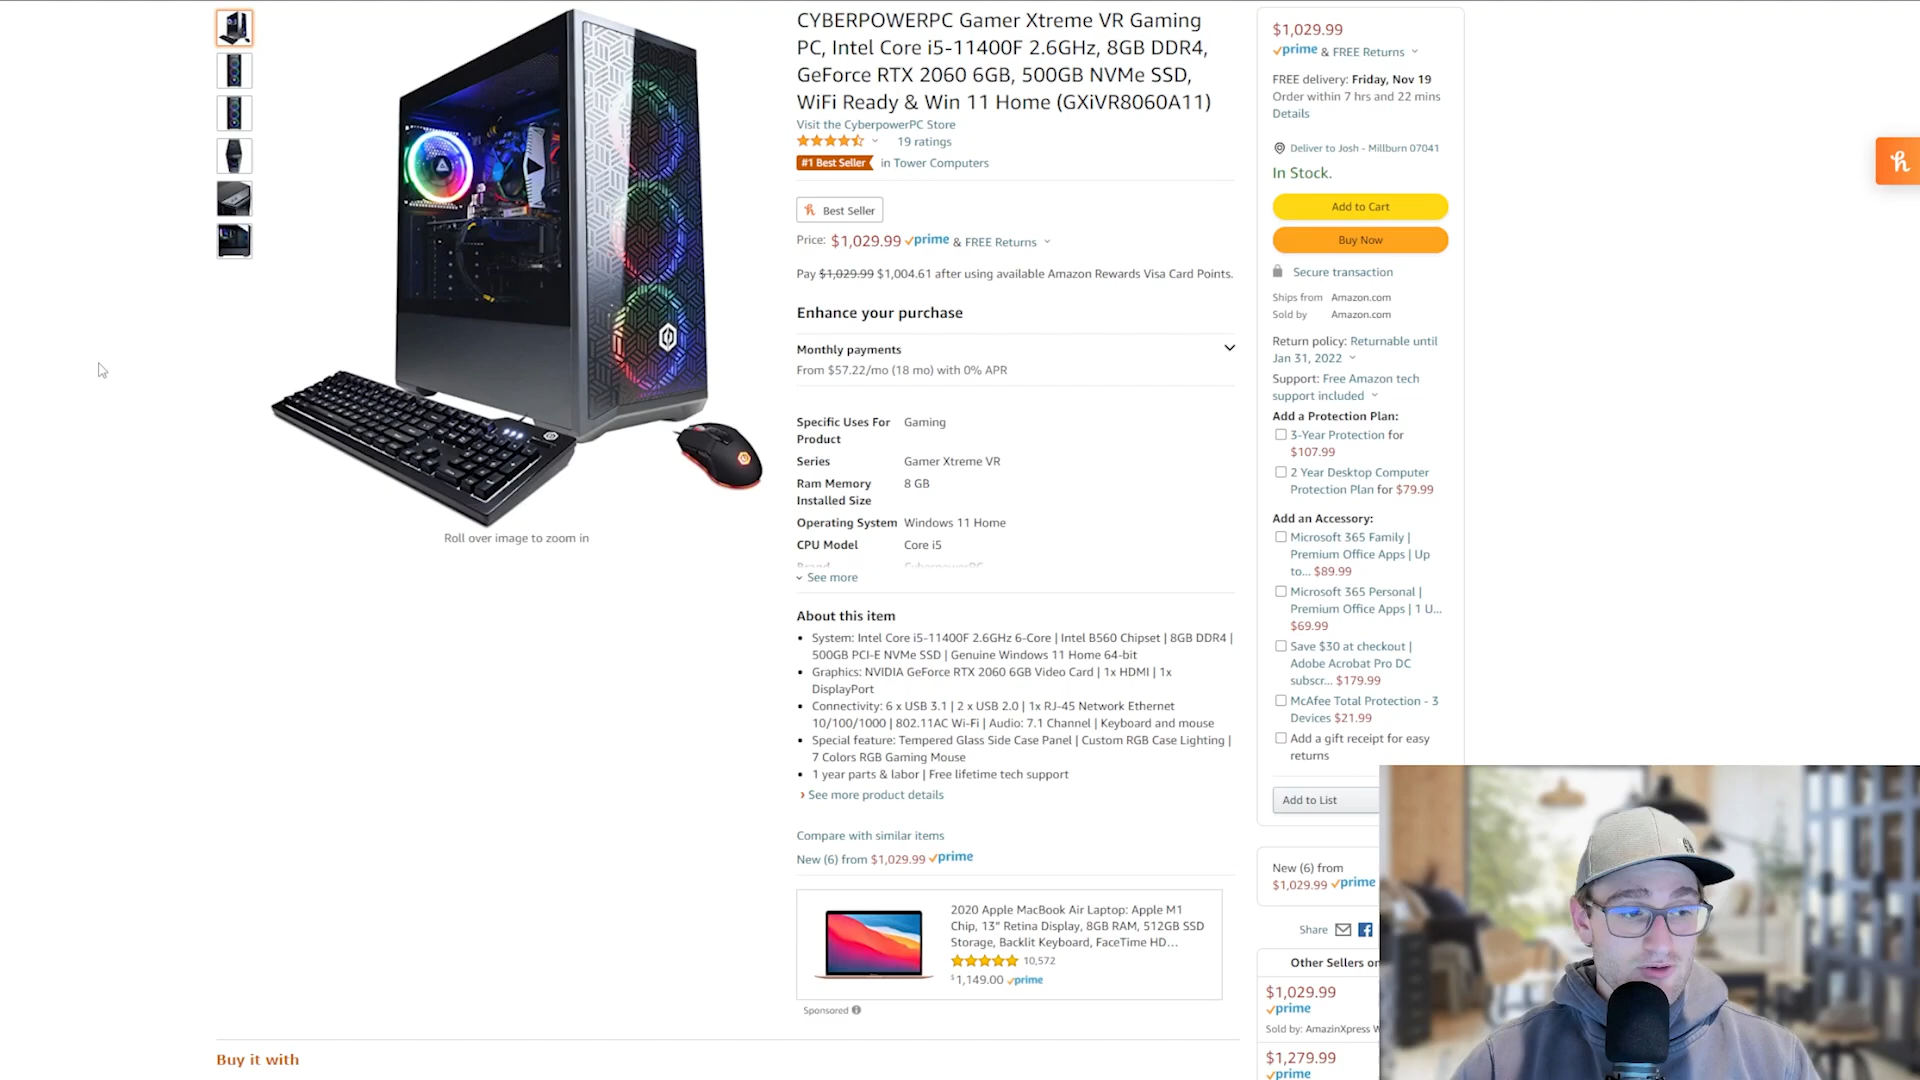 CYBERPOWERPC Gamer Xtreme VR Gaming
PC, Intel Core i5-11400F 2.6GHz, 8GB DDR4,
GeForce RTX 2060 6GB, 500GB NVMe SSD,
WiFi Ready & Win 11 Home (GXiVR8060A11)
Visit the CyberpowerPC Store
19 ratings
#1 Best Seller in Tower Computers
Best Seller
Price: $1,029.99 prime & FREE Returns
Pay $1,029.99 $1,004.61 after using available Amazon Rewards Visa Card Points.
Enhance your purchase
Monthly payments
From $57.22/mo (18 mo) with 0% APR
Specific Uses For Gaming
Product
Series Gamer Xtreme VR
Ram Memory 8 GB
Installed Size
Operating System Windows 11 Home
CPU Model Core i5
Brand CyberpowerPC
See more
Roll over image to zoom in
About this item
• System: Intel Core i5-11400F 2.6GHz 6-Core | Intel B560 Chipset | 8GB DDR4 |
500GB PCI-E NVMe SSD | Genuine Windows 11 Home 64-bit
• Graphics: NVIDIA GeForce RTX 2060 6GB Video Card | 1x HDMI | 1x
DisplayPort
• Connectivity: 6 x USB 3.1 | 2 x USB 2.0 | 1x RJ-45 Network Ethernet
10/100/1000 | 802.11AC Wi-Fi | Audio: 7.1 Channel | Keyboard and mouse
• Special feature: Tempered Glass Side Case Panel | Custom RGB Case Lighting |
7 Colors RGB Gaming Mouse
• 1 year parts & labor | Free lifetime tech support
› See more product details
Compare with similar items
New (6) from $1,029.99 prime
2020 Apple MacBook Air Laptop: Apple M1
Chip, 13” Retina Display, 8GB RAM, 512GB SSD
Storage, Backlit Keyboard, FaceTime HD...
10,572
$1,149.00 prime
Sponsored
Buy it with
$1,029.99
prime & FREE Returns
FREE delivery: Friday, Nov 19
Order within 7 hrs and 22 mins
Details
Deliver to Josh - Millburn 07041
In Stock.
Add to Cart
Buy Now
Secure transaction
Ships from Amazon.com
Sold by Amazon.com
Return policy: Returnable until
Jan 31, 2022
Support: Free Amazon tech
support included
Add a Protection Plan:
3-Year Protection for
$107.99
2 Year Desktop Computer
Protection Plan for $79.99
Add an Accessory:
Microsoft 365 Family |
Premium Office Apps | Up
to... $89.99
Microsoft 365 Personal |
Premium Office Apps | 1 U...
$69.99
Save $30 at checkout |
Adobe Acrobat Pro DC
subscr... $179.99
McAfee Total Protection - 3
Devices $21.99
Add a gift receipt for easy
returns
Add to List
New (6) from
$1,029.99 prime
Share
Other Sellers on
$1,029.99
prime
Sold by: AmazinXpress W
$1,279.99
prime
h